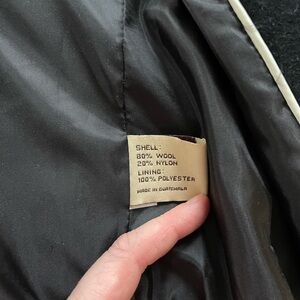 SHELL:
80% WOOL
20% NYLON
LINING:
100% POLYESTER
MADE IN GUATEMALA